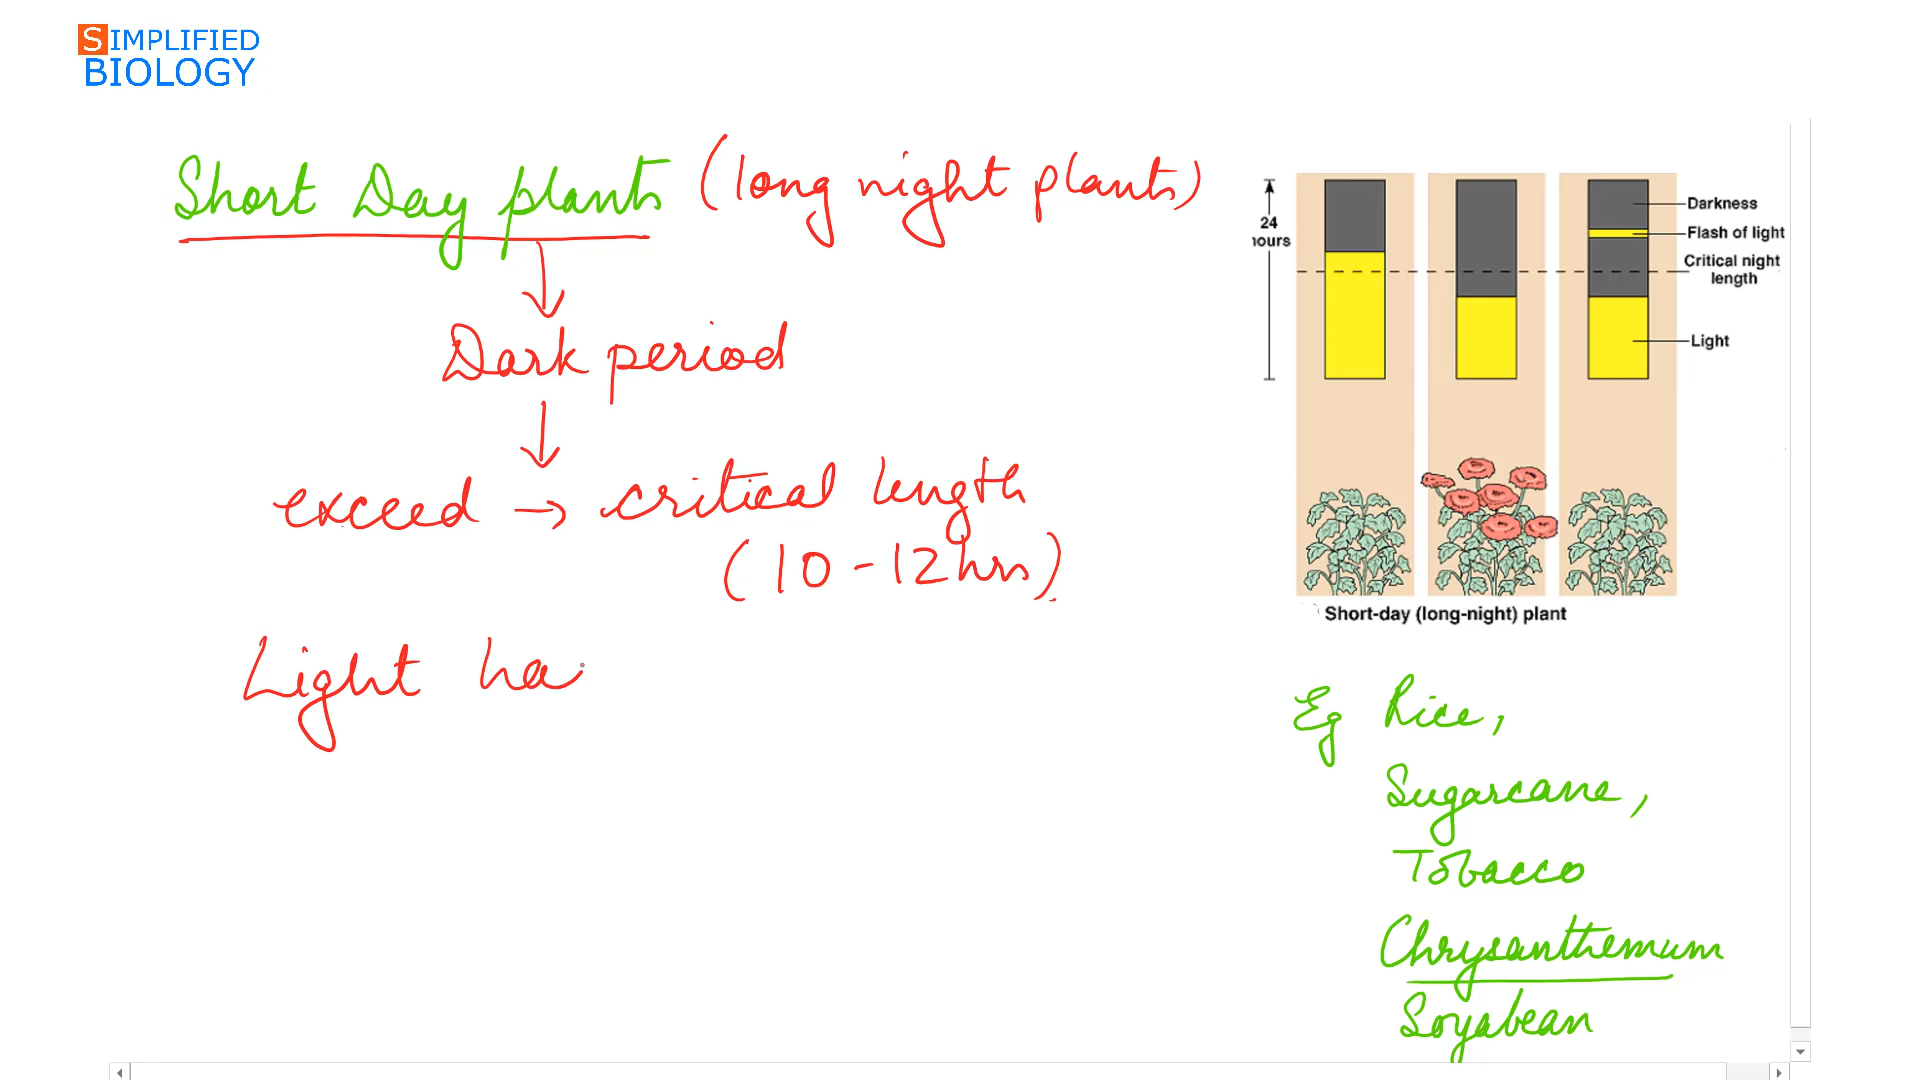 SIMPLIFIED
BIOLOGY
Short Day plants (long night plants)
Dark period
exceed → critical length
(10-12hrs)
Light ha
24
hours
Darkness
Flash of light
Critical night
length
Light
Short-day (long-night) plant
Eg Rice,
Sugarcane,
Tobacco
Chrysanthemum
Soyabean